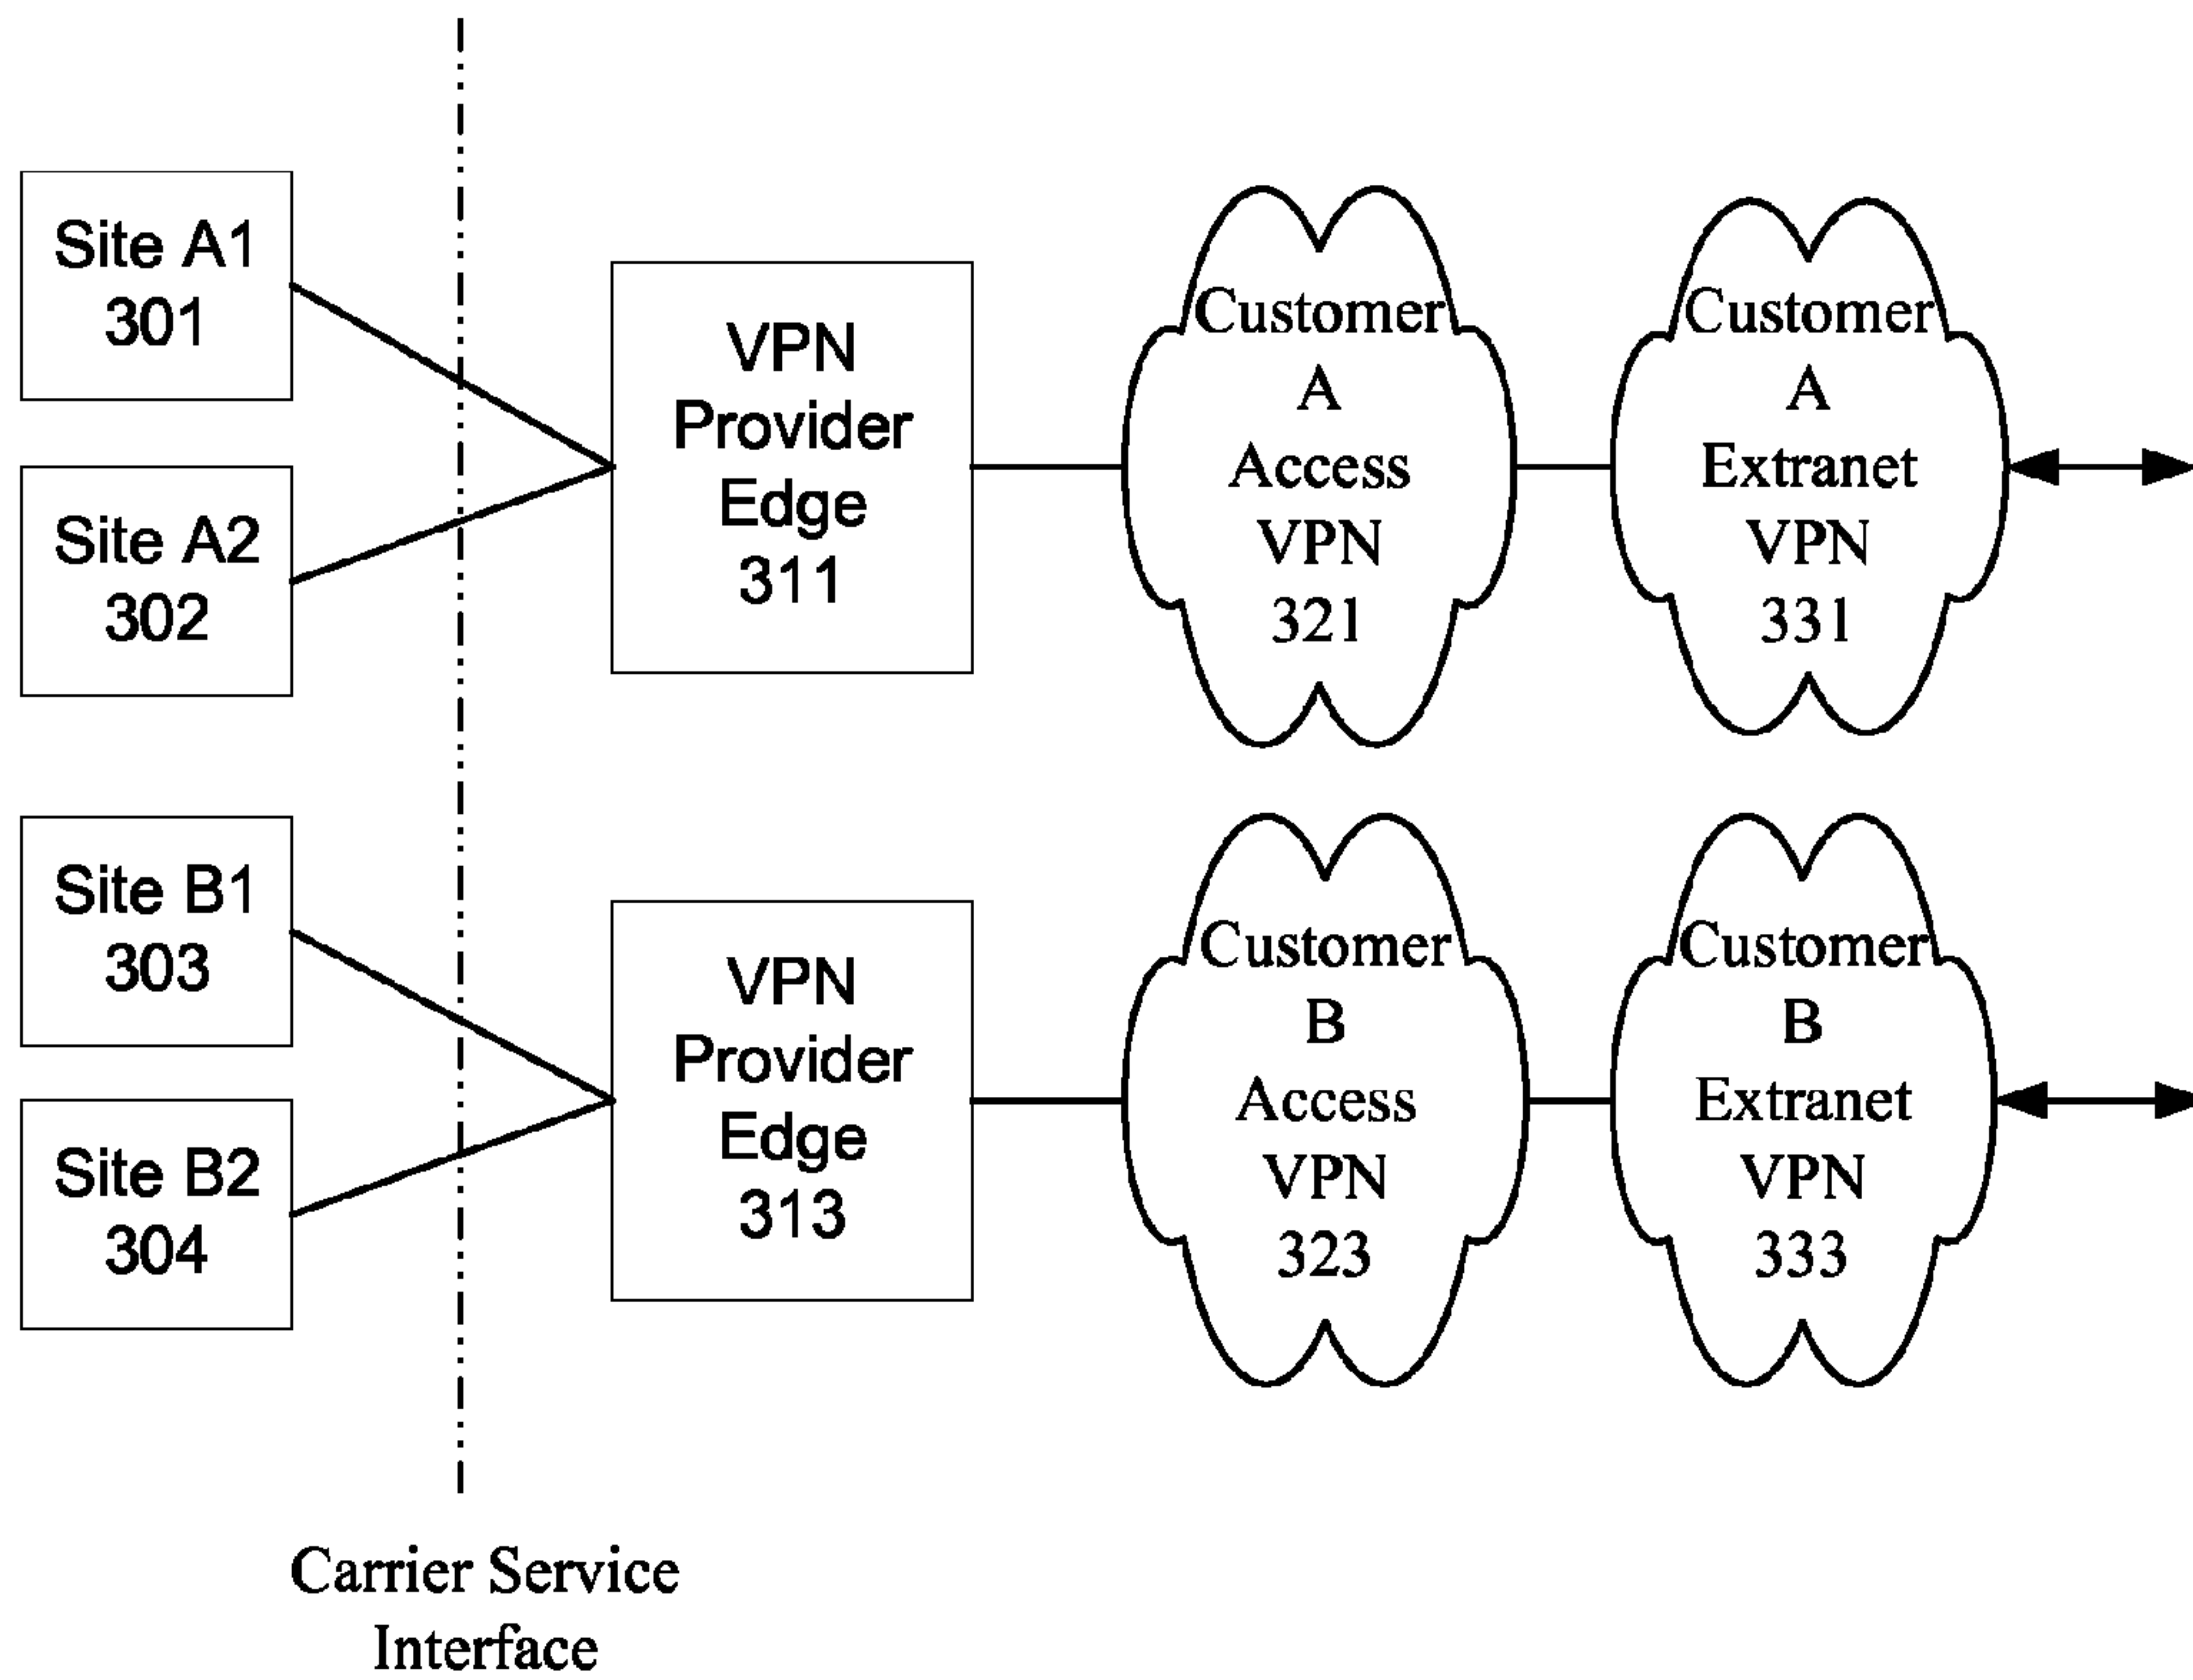 Site A1
301
Site A2
302
VPN
Provider
Edge
311
Customer
A
Access
VPN
321
Customer
A
Extranet
VPN
331
Site B1
303
Site B2
304
VPN
Provider
Edge
313
Customer
B
Access
VPN
323
Customer
B
Extranet
VPN
333
Carrier Service
Interface